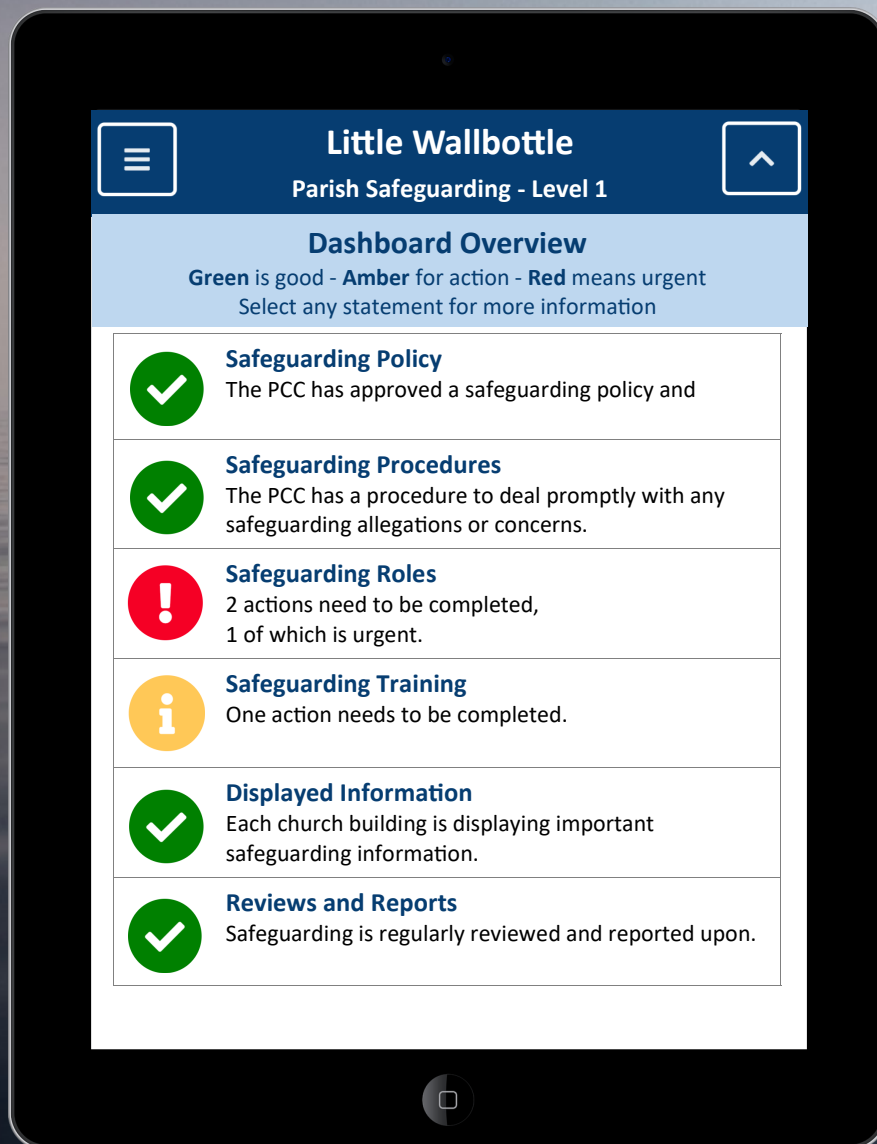 Little Wallbottle
Parish Safeguarding - Level 1
Dashboard Overview
Green is good - Amber for action - Red means urgent
Select any statement for more information
Safeguarding Policy
The PCC has approved a safeguarding policy and
Safeguarding Procedures
The PCC has a procedure to deal promptly with any
safeguarding allegations or concerns.
Safeguarding Roles
2 actions need to be completed,
1 of which is urgent.
Safeguarding Training
One action needs to be completed.
Displayed Information
Each church building is displaying important
safeguarding information.
Reviews and Reports
Safeguarding is regularly reviewed and reported upon.